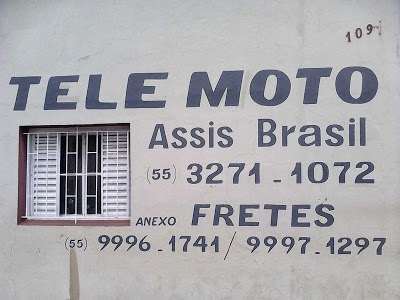 109
TELE MOTO
Assis Brasil
(55) 3271-1072
ANEXO FRETES
(55) 9996-1741/9997-1297